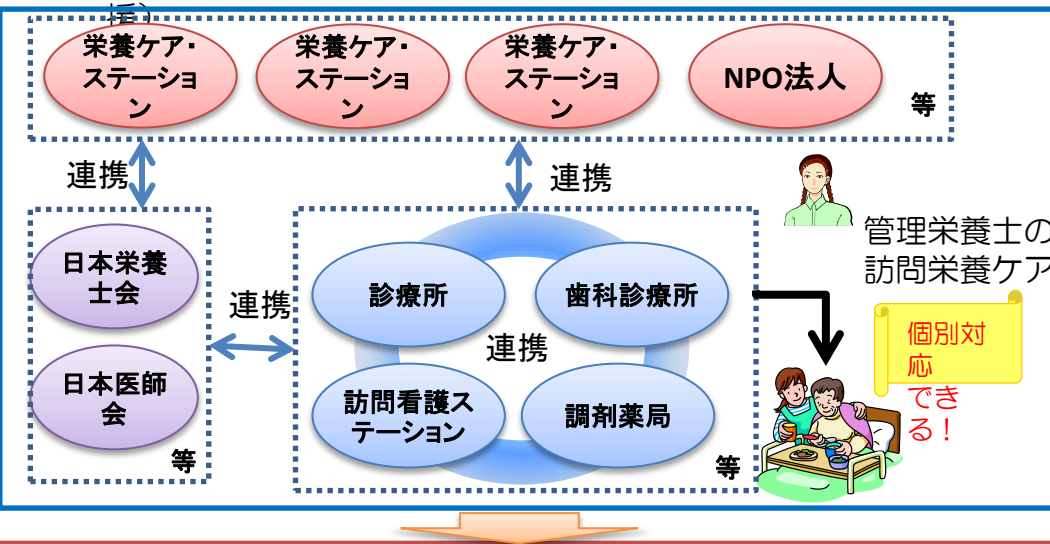 援）
栄養ケア・
ステーショ
ン
栄養ケア・
ステーショ
ン
栄養ケア・
ステーショ
ン
NPO法人
等
連携
連携
管理栄養士の
訪問栄養ケア
日本栄養
士会
日本医師
会
等
連携
診療所
歯科診療所
連携
訪問看護ス
テーション
調剤薬局
等
個別対
応
でき
る！